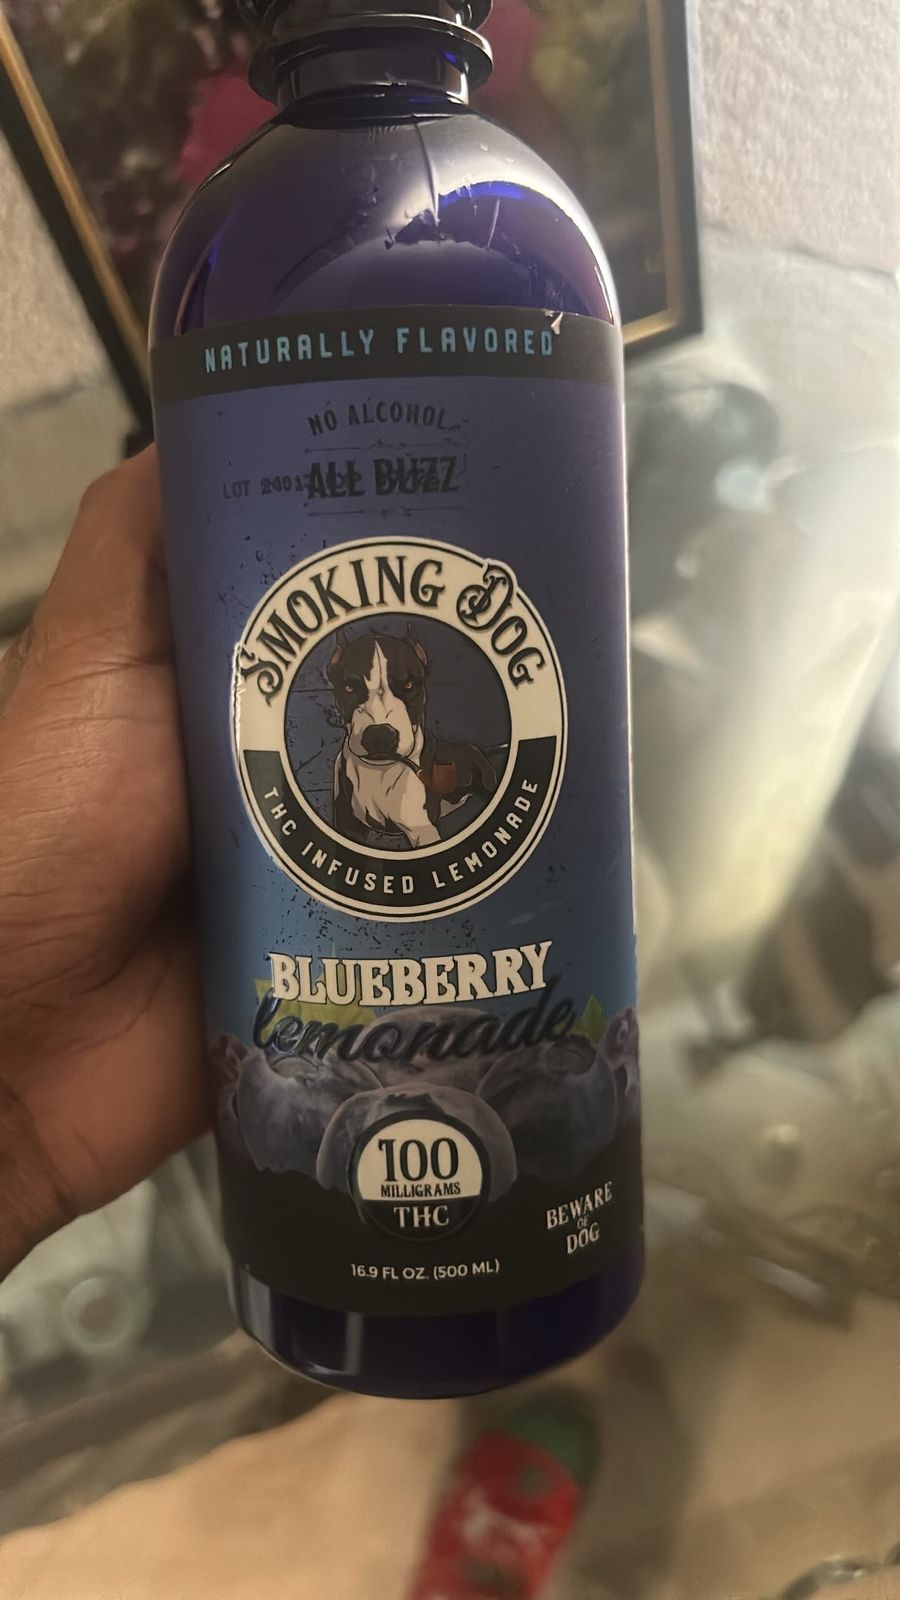 NATURALLY FLAVORED
NO ALCOHOL
ALL BUZZ
LOT
SMOKING DOG
THC INFUSED LEMONADE
BLUEBERRY
lemonade
100
MILLIGRAMS
THC
BEWARE
OF
DOG
16.9 FL OZ. (500 ML)